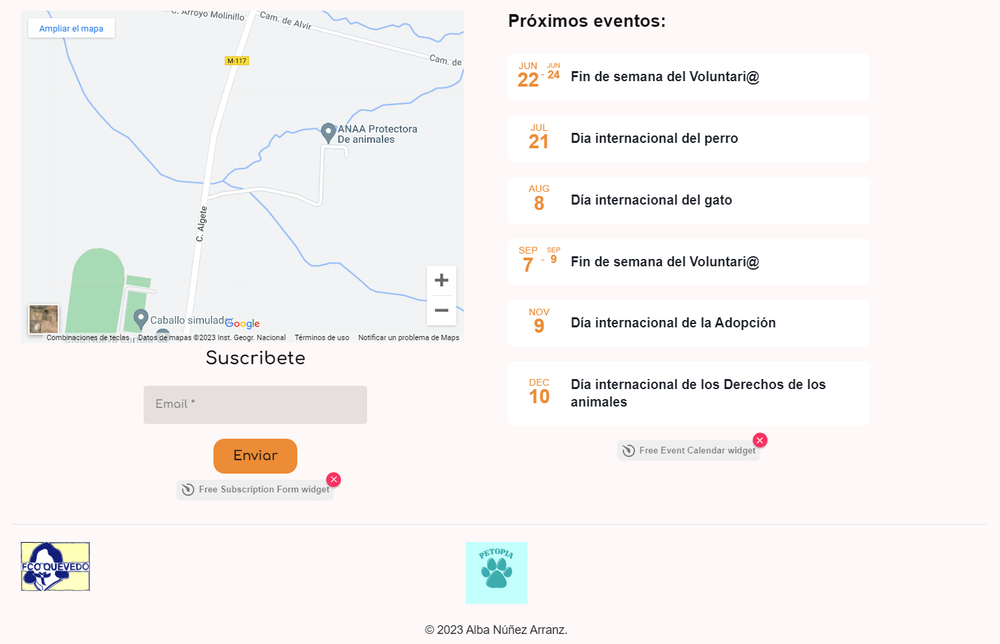 C. Arroyo Molinillo
Cam. de Alvir
Ampliar el mapa
M-117
Cam. de
ANAA Protectora
De animales
C. Algete
Caballo simulador
Google
Combinaciones de teclas
Datos de mapas ©2023 Inst. Geogr. Nacional
Términos de uso
Notificar un problema de Maps
Suscribete
Email *
Enviar
Free Subscription Form widget
Próximos eventos:
JUN
22 -
JUN
24
Fin de semana del Voluntari@
JUL
21
Dia internacional del perro
AUG
8
Día internacional del gato
SEP
7 -
SEP
9
Fin de semana del Voluntari@
NOV
9
Día internacional de la Adopción
DEC
10
Día internacional de los Derechos de los
animales
Free Event Calendar widget
FCO QUEVEDO
PETOPIA
© 2023 Alba Núñez Arranz.